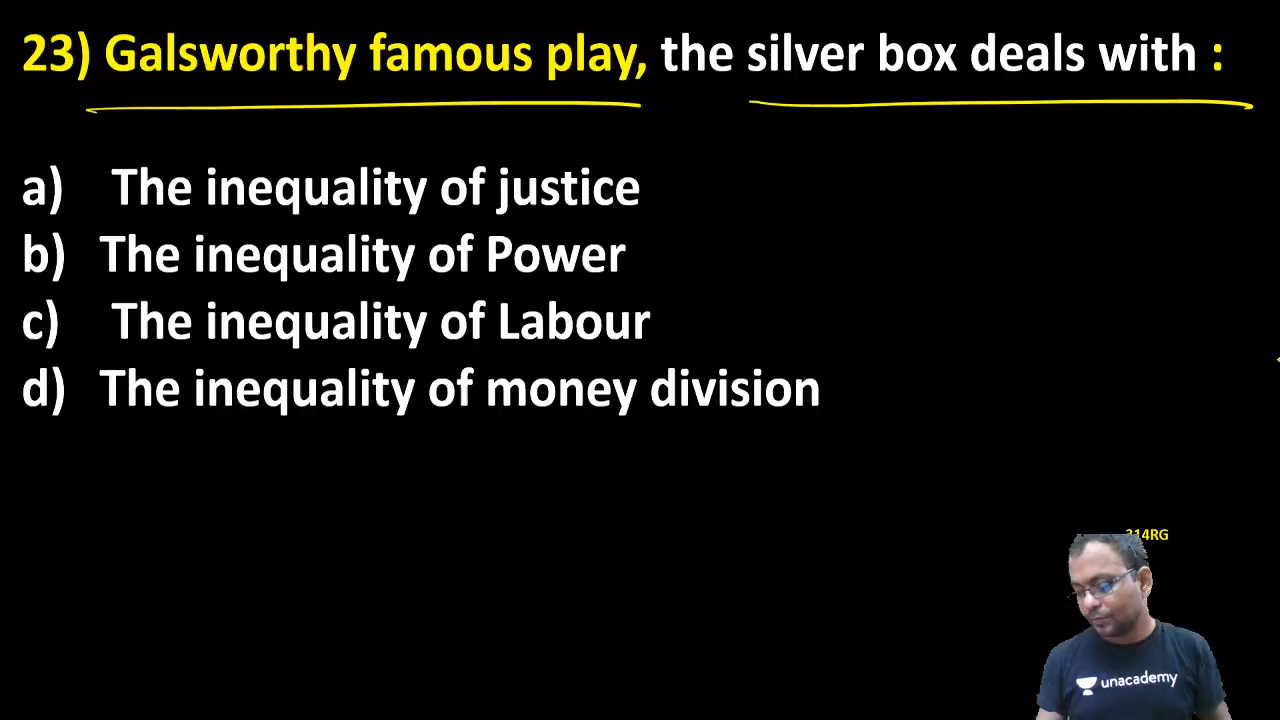 23) Galsworthy famous play, the silver box deals with :
a) The inequality of justice
b) The inequality of Power
c) The inequality of Labour
d) The inequality of money division
314RG
unacademy